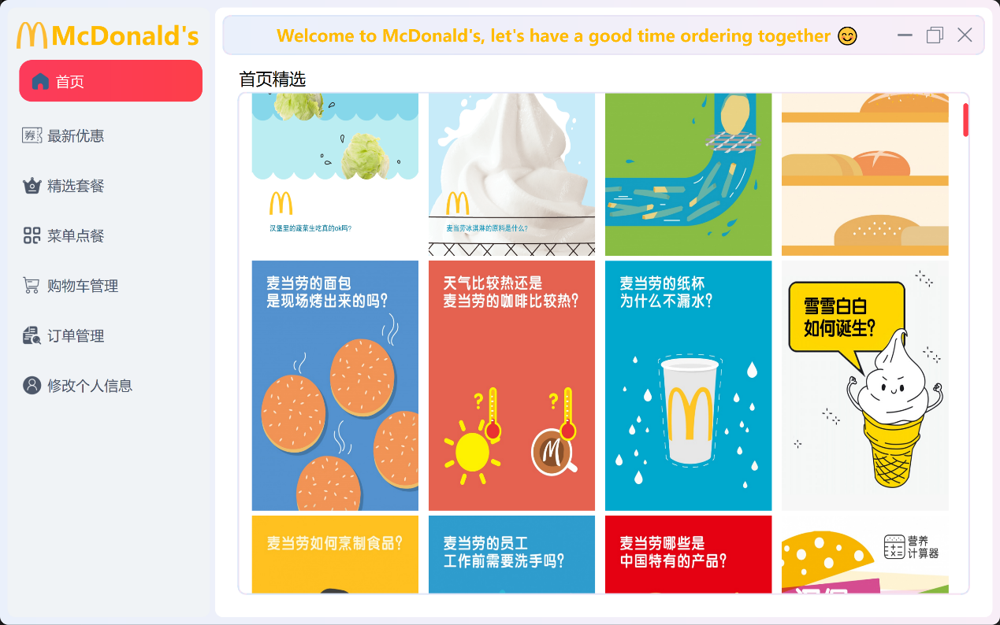 McDonald's
首页
券
最新优惠
精选套餐
菜单点餐
购物车管理
订单管理
修改个人信息
Welcome to McDonald's, let's have a good time ordering together 😊
首页精选
汉堡里的蔬菜生吃真的ok吗?
麦当劳冰淇淋的原料是什么?
麦当劳的面包
是现场烤出来的吗?
天气比较热还是
麦当劳的咖啡比较热?
?
?
麦当劳的纸杯
为什么不漏水?
雪雪白白
如何诞生?
麦当劳如何烹制食品?
麦当劳的员工
工作前需要洗手吗?
麦当劳哪些是
中国特有的产品?
营养
计算器